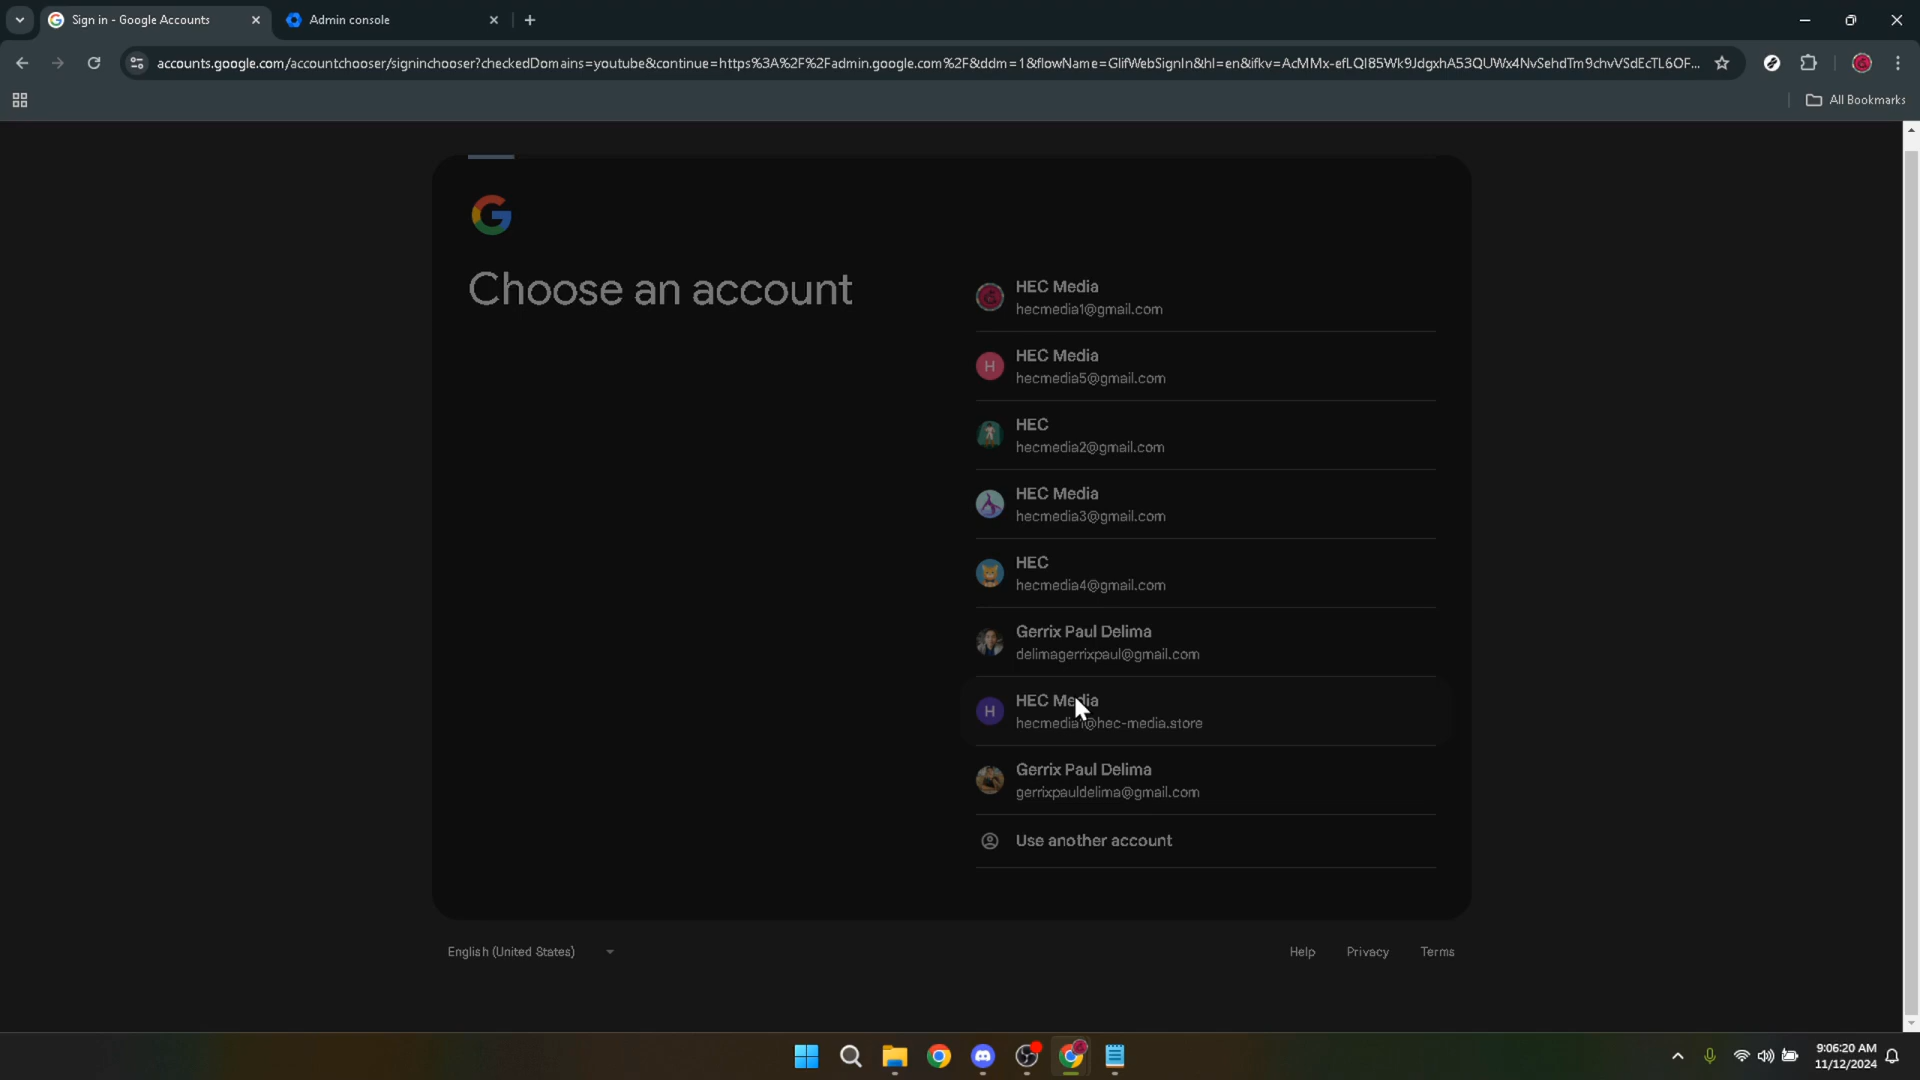 Sign in - Google Accounts
Admin console
accounts.google.com/accountchooser/signinchooser?checkedDomains=youtube&continue=https%3A%2F%2Fadmin.google.com%2F&ddm=1&flowName=GlifWebSignIn&hl=en&ifkv=AcMMx-efLQI85Wk9JdgxhA53QUWx4NvSehdTm9chvVSdEcTL6OF...
All Bookmarks
Choose an account
HEC Media
hecmedia1@gmail.com
H
HEC Media
hecmedia5@gmail.com
HEC
hecmedia2@gmail.com
HEC Media
hecmedia3@gmail.com
HEC
hecmedia4@gmail.com
Gerrix Paul Delima
delimagerrixpaul@gmail.com
H
HEC Media
hecmedia1@hec-media.store
Gerrix Paul Delima
gerrixpauldelima@gmail.com
Use another account
English (United States)
Help
Privacy
Terms
9:06:20 AM
11/12/2024